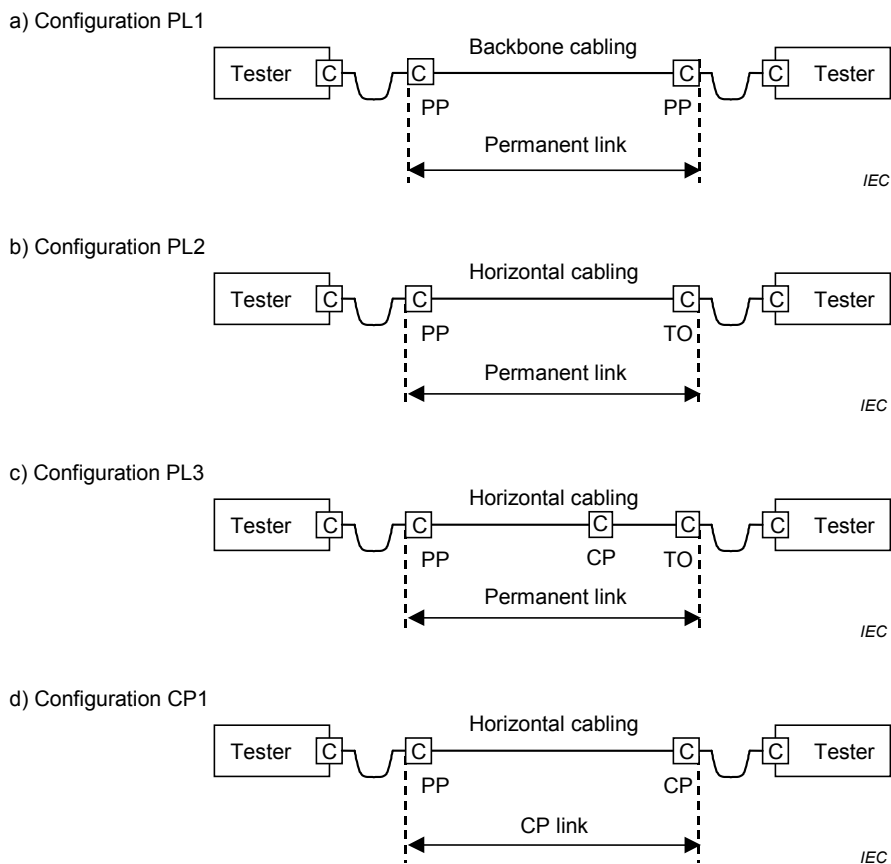 a) Configuration PL1
Backbone cabling
Tester C C C C Tester
PP PP
Permanent link
IEC
b) Configuration PL2
Horizontal cabling
Tester C C C C Tester
PP TO
Permanent link
IEC
c) Configuration PL3
Horizontal cabling
Tester C C C C C Tester
PP CP TO
Permanent link
IEC
d) Configuration CP1
Horizontal cabling
Tester C C C C Tester
PP CP
CP link
IEC